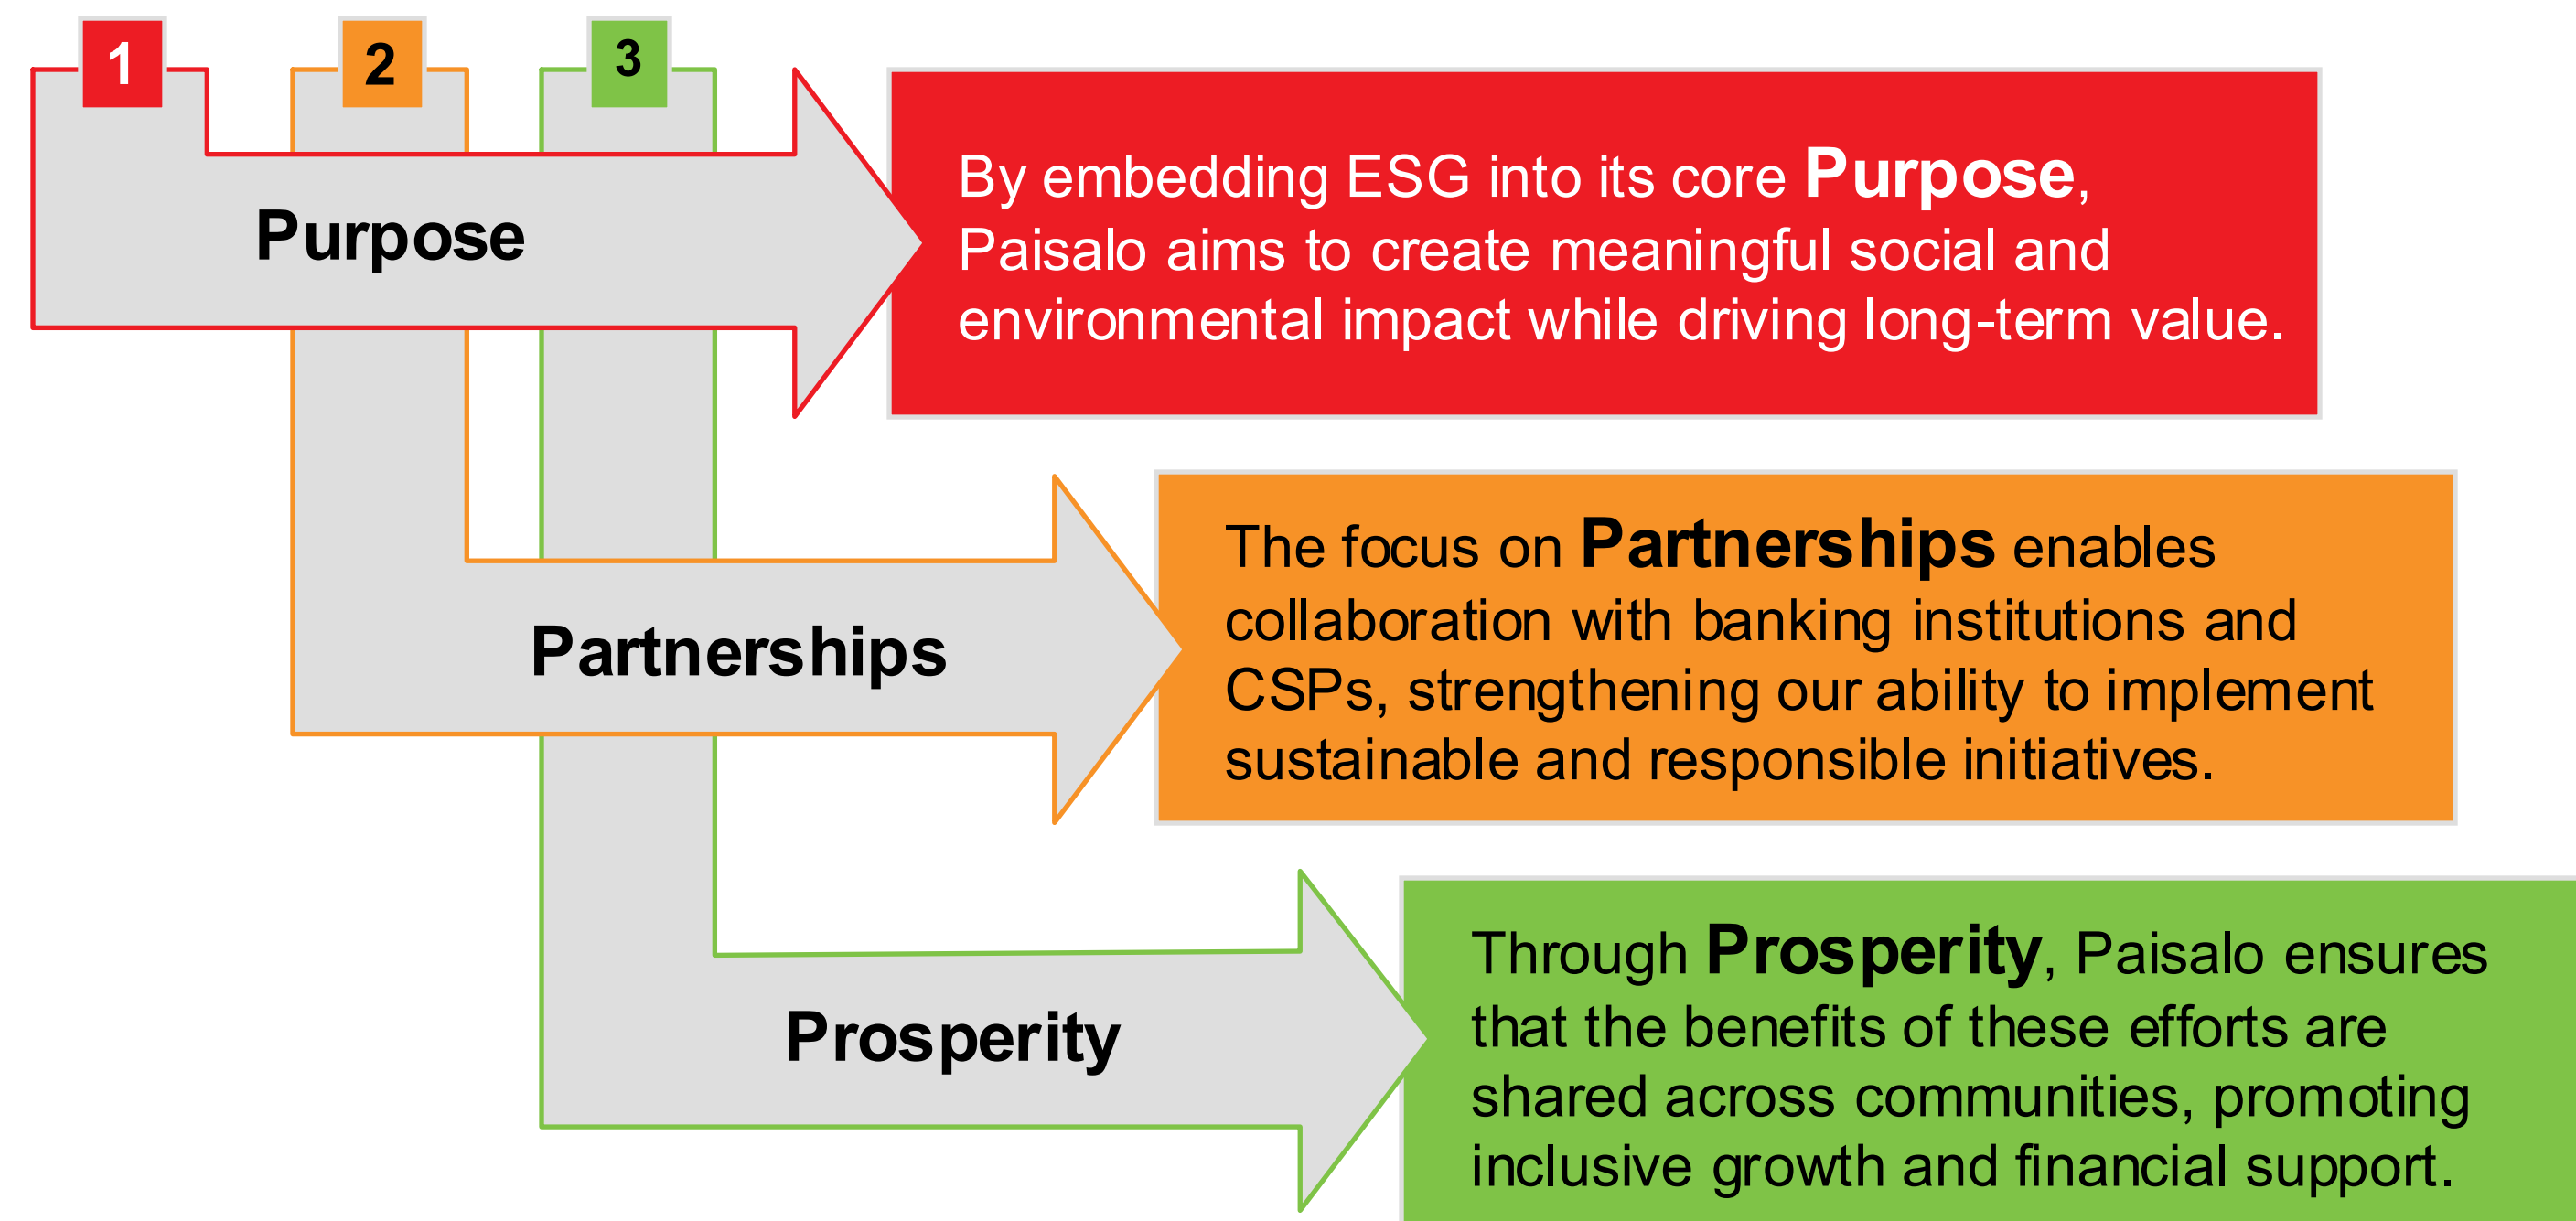 1
2
3
Purpose
By embedding ESG into its core Purpose,
Paisalo aims to create meaningful social and
environmental impact while driving long-term value.
Partnerships
The focus on Partnerships enables
collaboration with banking institutions and
CSPs, strengthening our ability to implement
sustainable and responsible initiatives.
Prosperity
Through Prosperity, Paisalo ensures
that the benefits of these efforts are
shared across communities, promoting
inclusive growth and financial support.